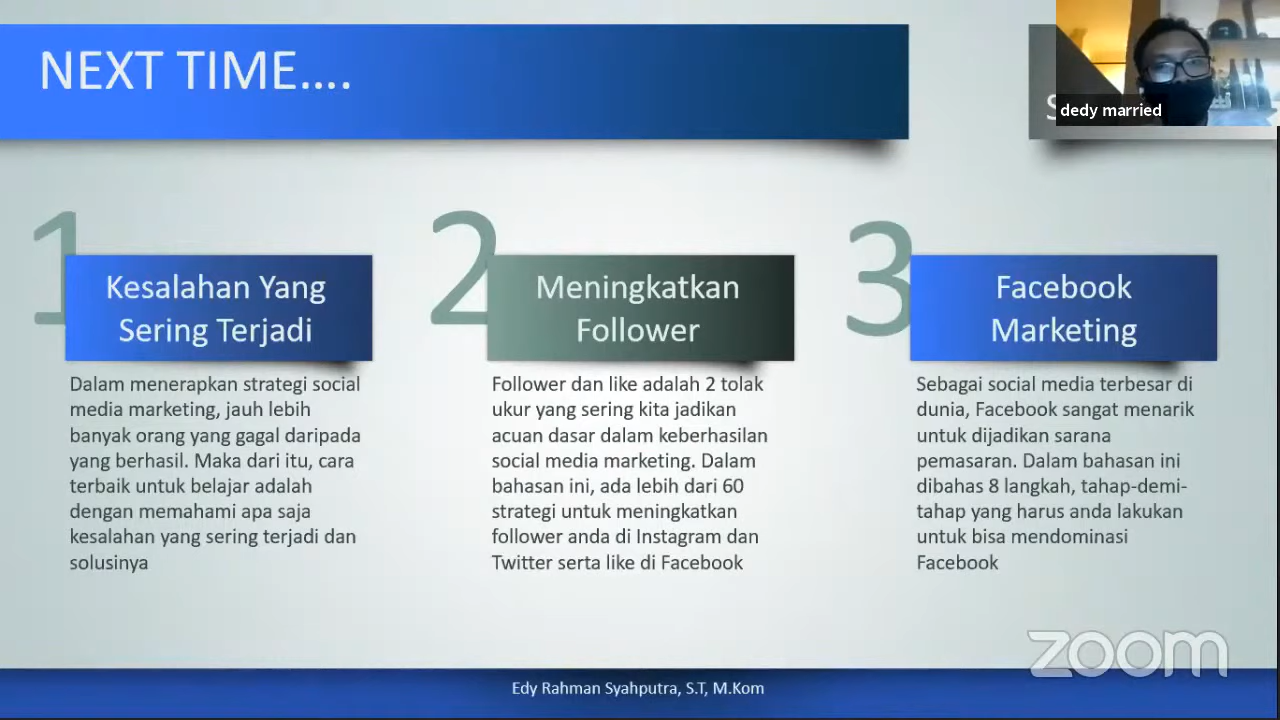 NEXT TIME....
dedy married
1
Kesalahan Yang
Sering Terjadi
Dalam menerapkan strategi social
media marketing, jauh lebih
banyak orang yang gagal daripada
yang berhasil. Maka dari itu, cara
terbaik untuk belajar adalah
dengan memahami apa saja
kesalahan yang sering terjadi dan
solusinya
2
Meningkatkan
Follower
Follower dan like adalah 2 tolak
ukur yang sering kita jadikan
acuan dasar dalam keberhasilan
social media marketing. Dalam
bahasan ini, ada lebih dari 60
strategi untuk meningkatkan
follower anda di Instagram dan
Twitter serta like di Facebook
3
Facebook
Marketing
Sebagai social media terbesar di
dunia, Facebook sangat menarik
untuk dijadikan sarana
pemasaran. Dalam bahasan ini
dibahas 8 langkah, tahap-demi-
tahap yang harus anda lakukan
untuk bisa mendominasi
Facebook
zoom
Edy Rahman Syahputra, S.T, M.Kom